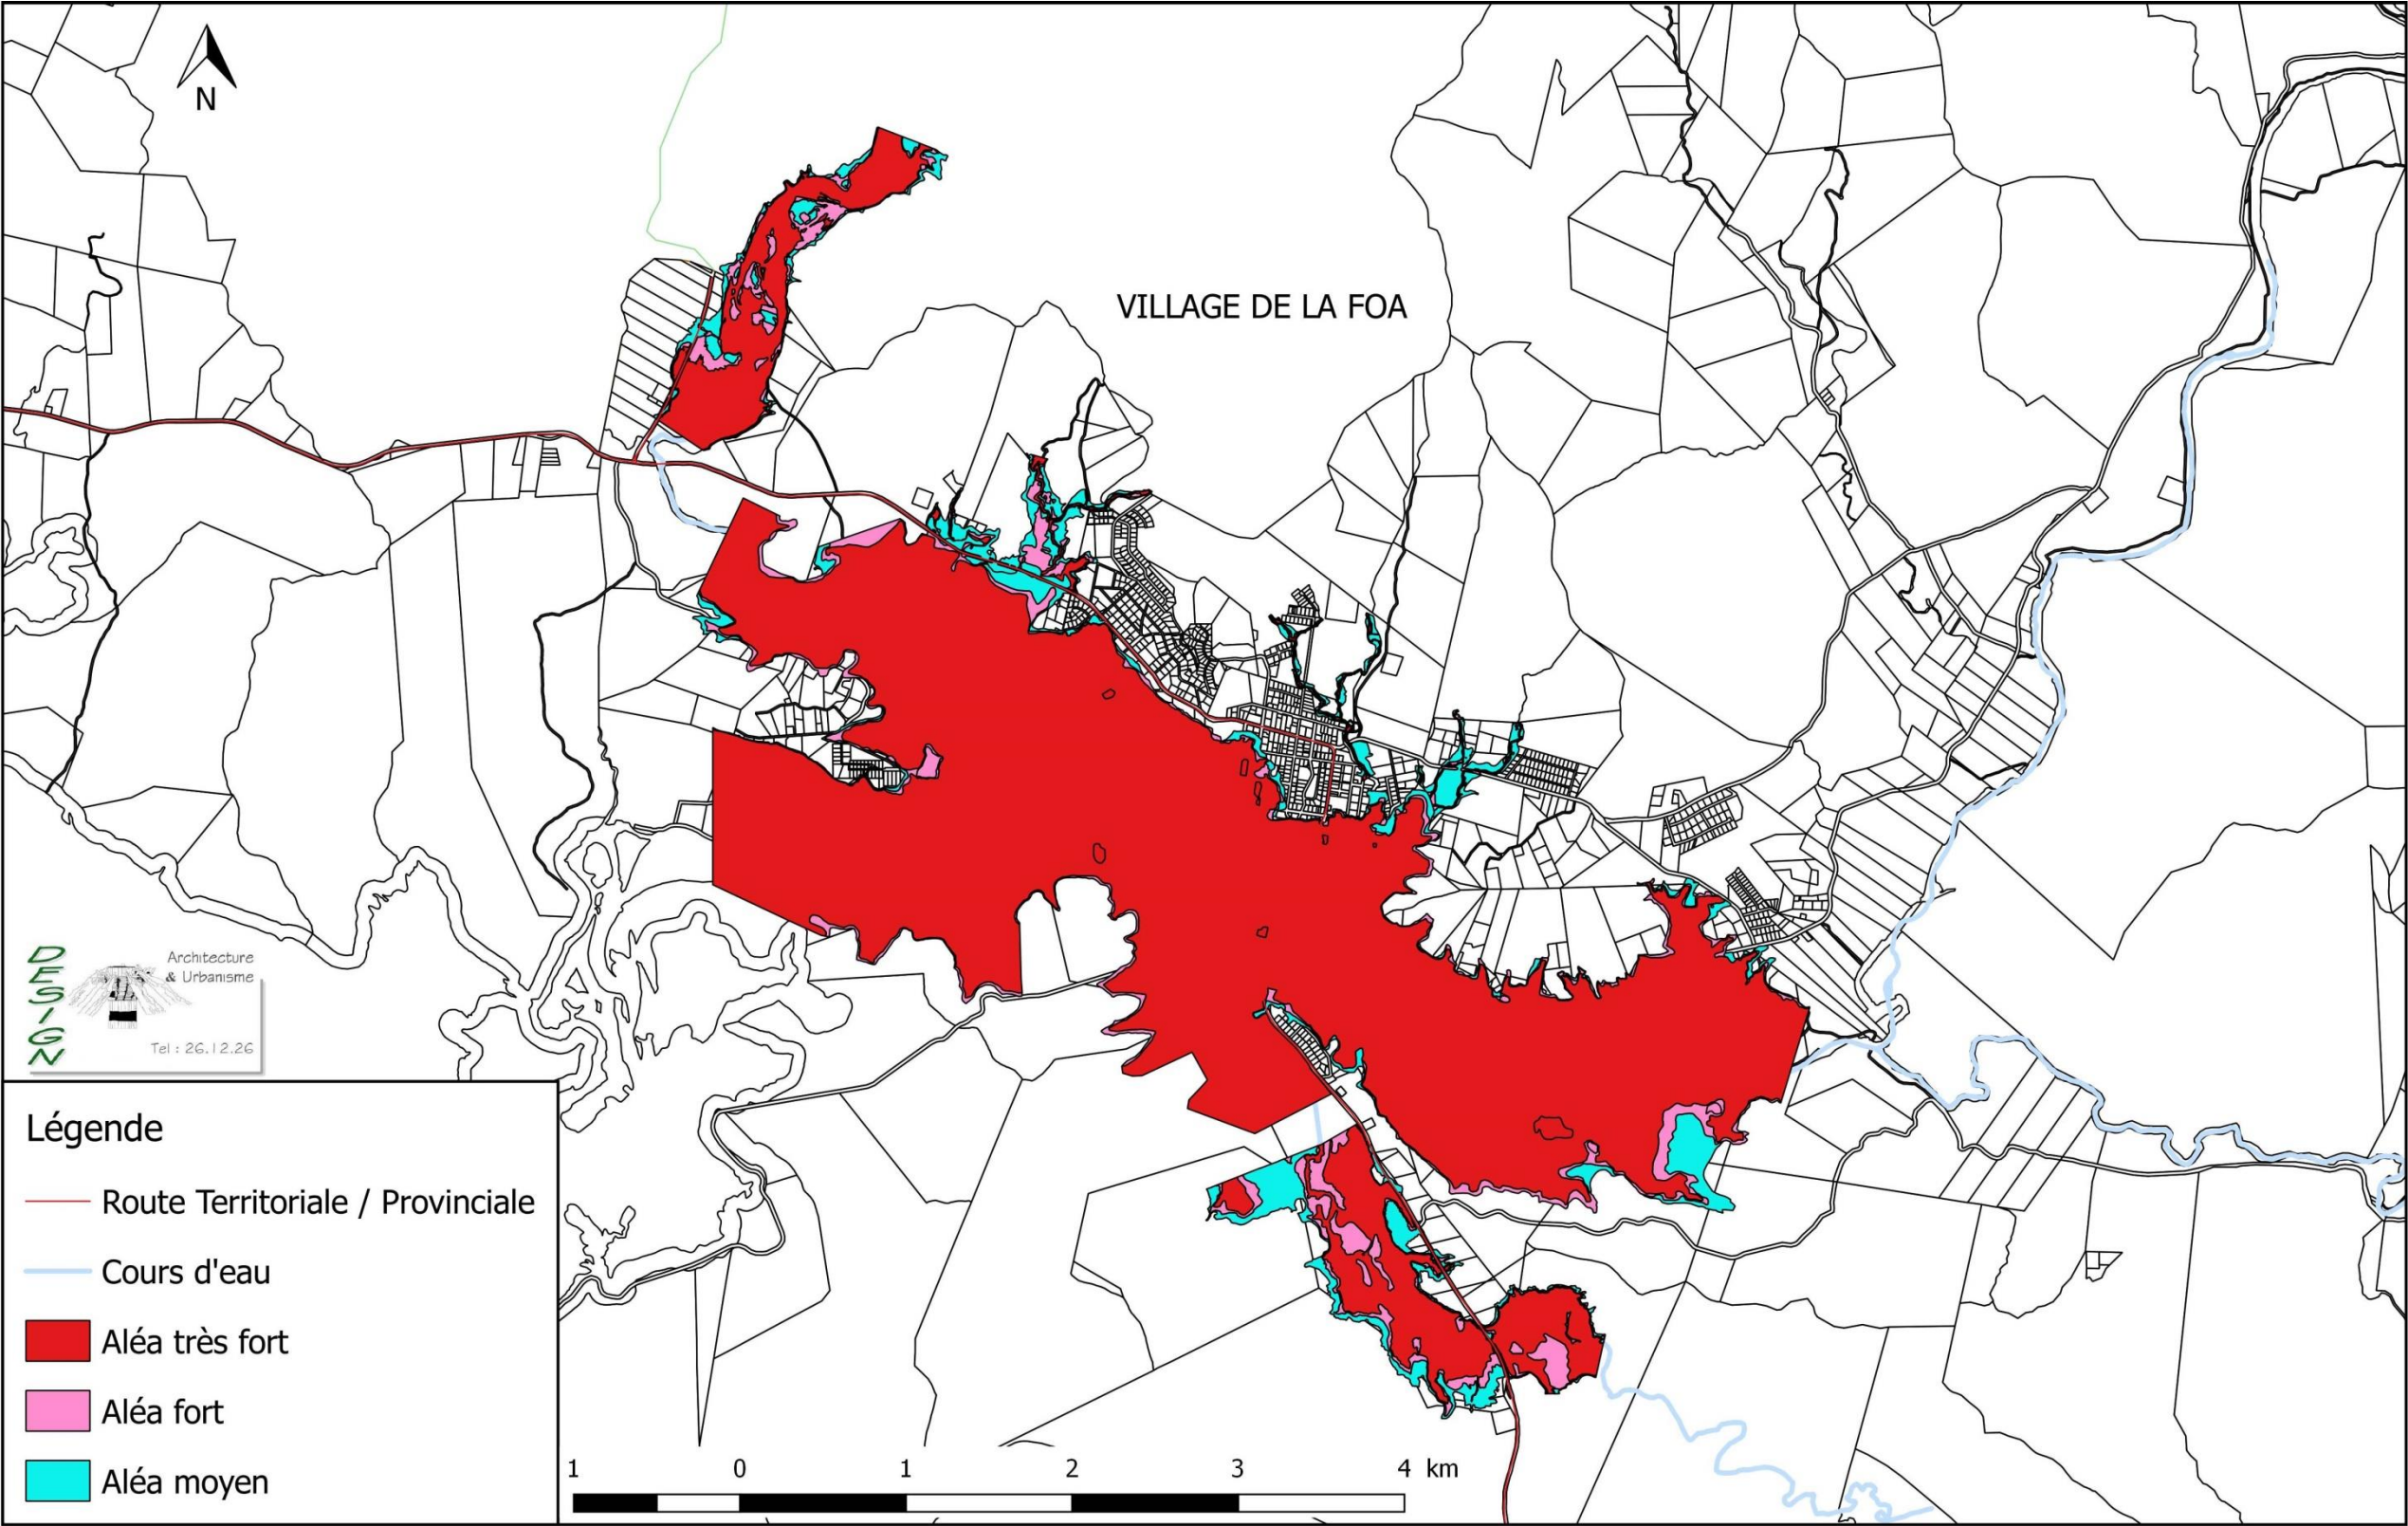 N
VILLAGE DE LA FOA
DESIGN
Architecture
& Urbanisme
Tel : 26.12.26
Légende
Route Territoriale / Provinciale
Cours d'eau
Aléa très fort
Aléa fort
Aléa moyen
1 0 1 2 3 4 km